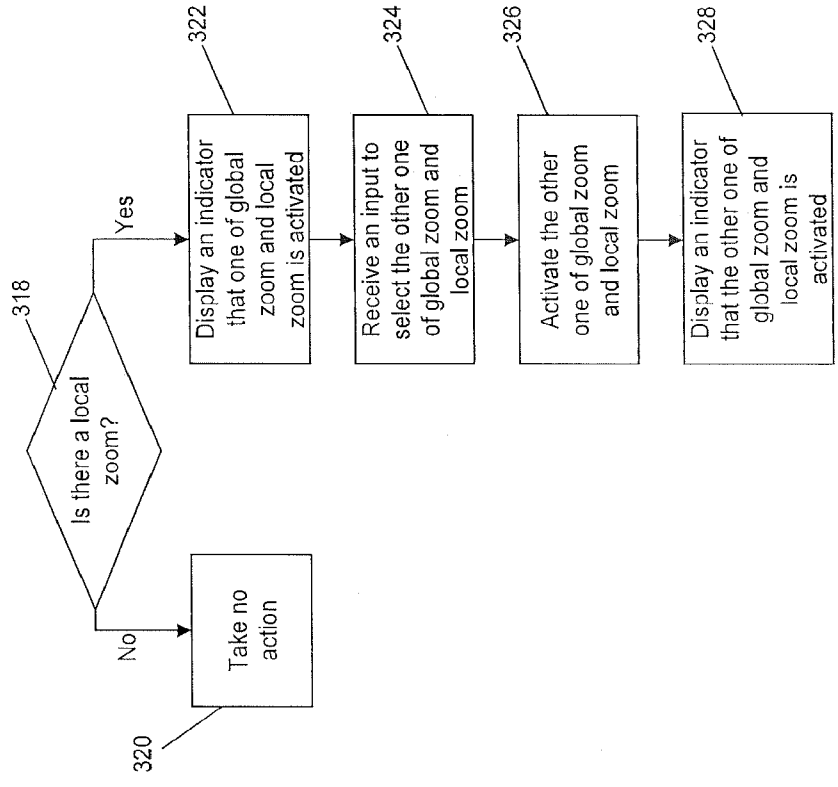 318
Is there a local
zoom?
No
Yes
320
Take no
action
322
Display an indicator
that one of global
zoom and local
zoom is activated
324
Receive an input to
select the other one
of global zoom and
local zoom
326
Activate the other
one of global zoom
and local zoom
328
Display an indicator
that the other one of
global zoom and
local zoom is
activated